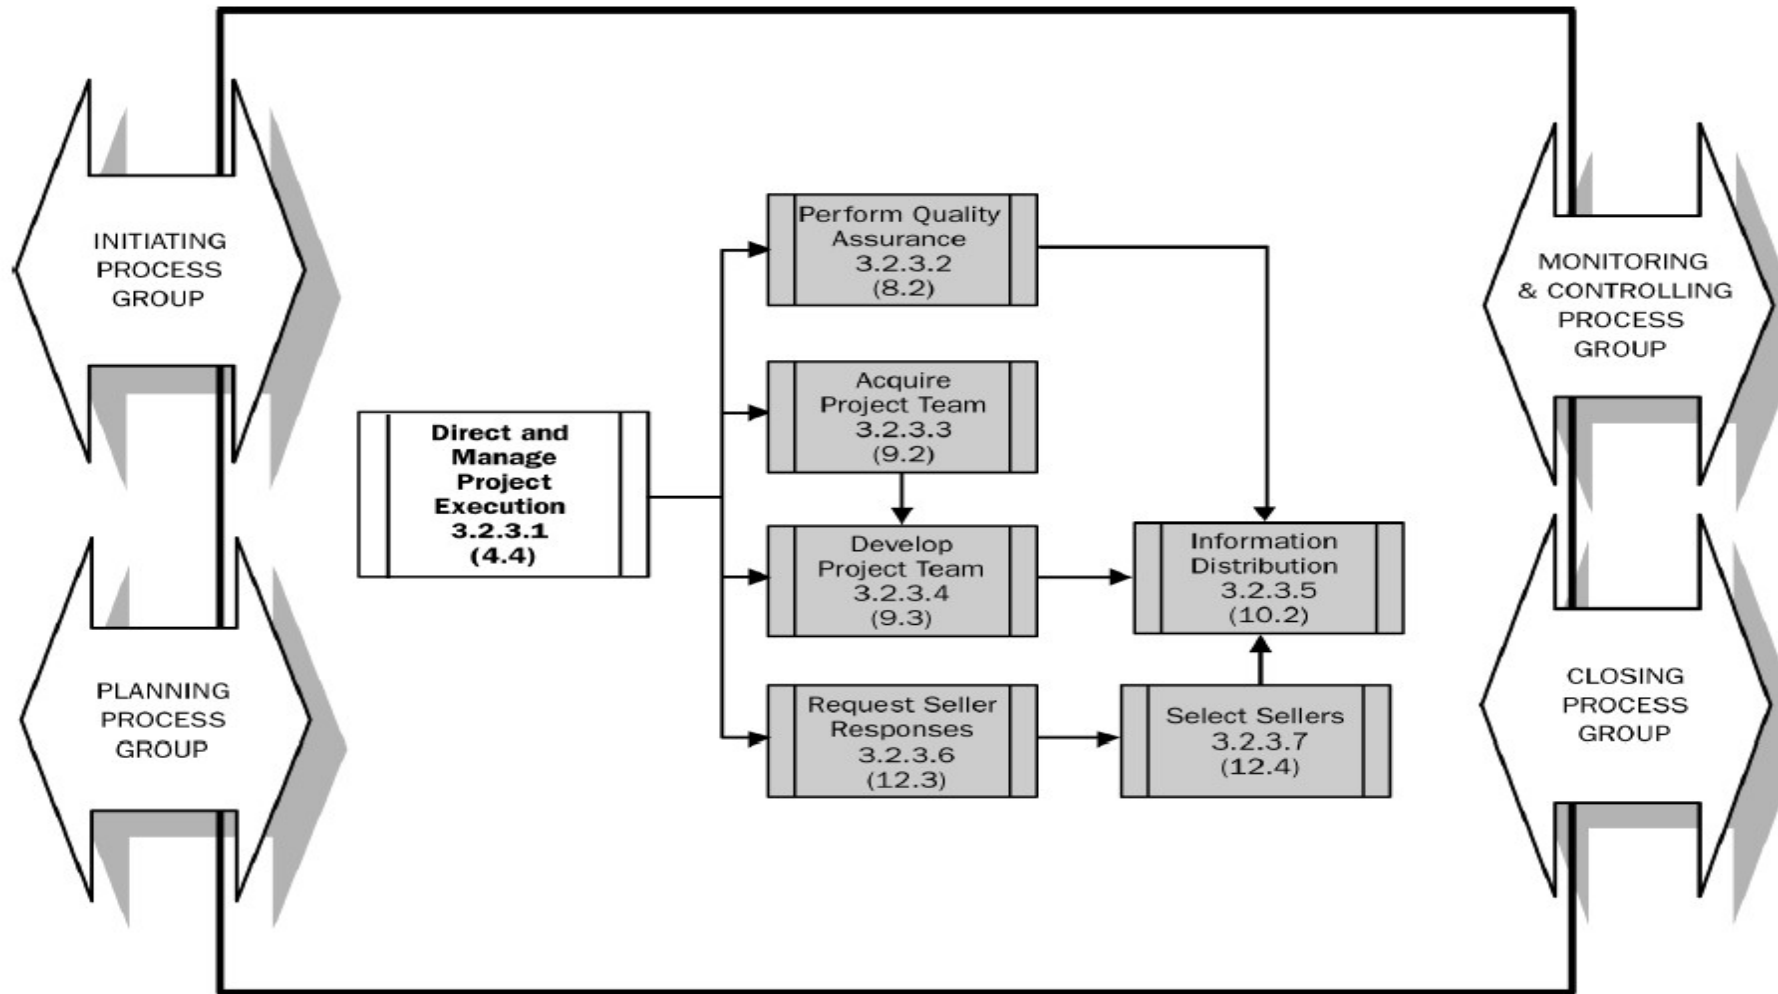 INITIATING
PROCESS
GROUP
PLANNING
PROCESS
GROUP
Direct and
Manage
Project
Execution
3.2.3.1
(4.4)
Perform Quality
Assurance
3.2.3.2
(8.2)
Acquire
Project Team
3.2.3.3
(9.2)
Develop
Project Team
3.2.3.4
(9.3)
Request Seller
Responses
3.2.3.6
(12.3)
Information
Distribution
3.2.3.5
(10.2)
Select Sellers
3.2.3.7
(12.4)
MONITORING
& CONTROLLING
PROCESS
GROUP
CLOSING
PROCESS
GROUP